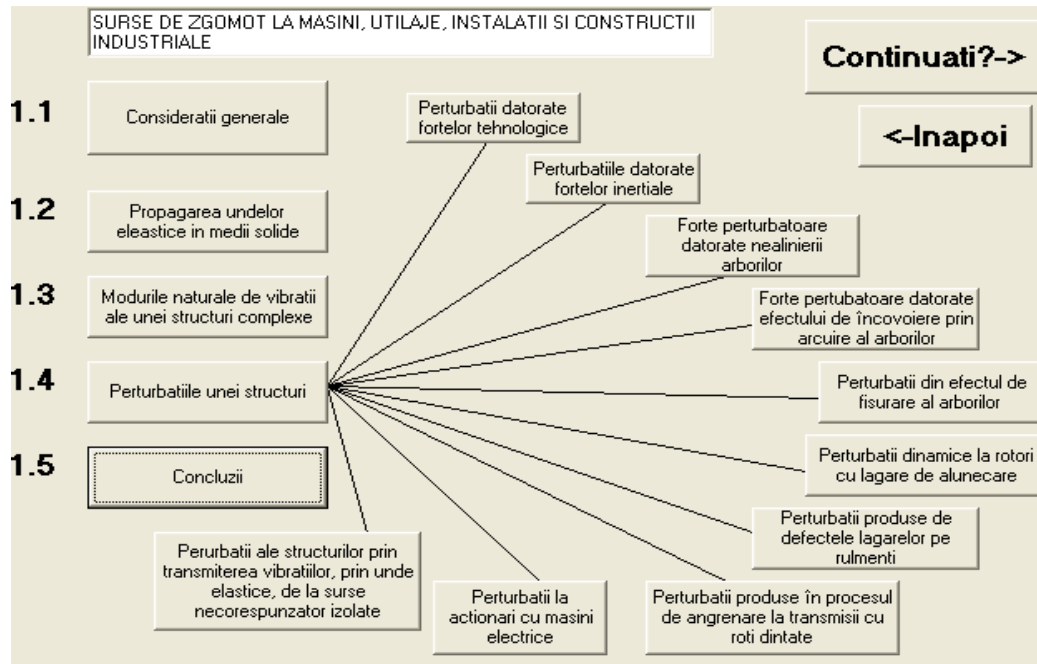 SURSE DE ZGOMOT LA MASINI, UTILAJE, INSTALATII SI CONSTRUCTII
INDUSTRIALE
Continuati?->
<-Inapoi
1.1
Consideratii generale
1.2
Propagarea undelor
eleastice in medii solide
1.3
Modurile naturale de vibratii
ale unei structuri complexe
1.4
Perturbatiile unei structuri
1.5
Concluzii
Perturbatii datorate
fortelor tehnologice
Perturbatiile datorate
fortelor inertiale
Forte perturbatoare
datorate nealinierii
arborilor
Forte pertubatoare datorate
efectului de încovoiere prin
arcuire al arborilor
Perturbatii din efectul de
fisurare al arborilor
Perturbatii dinamice la rotori
cu lagare de alunecare
Perturbatii produse de
defectele lagarelor pe
rulmenti
Perturbatii produse în procesul
de angrenare la transmisii cu
roti dintate
Perturbatii la
actionari cu masini
electrice
Perurbatii ale structurilor prin
transmiterea vibratiilor, prin unde
elastice, de la surse
necorespunzator izolate